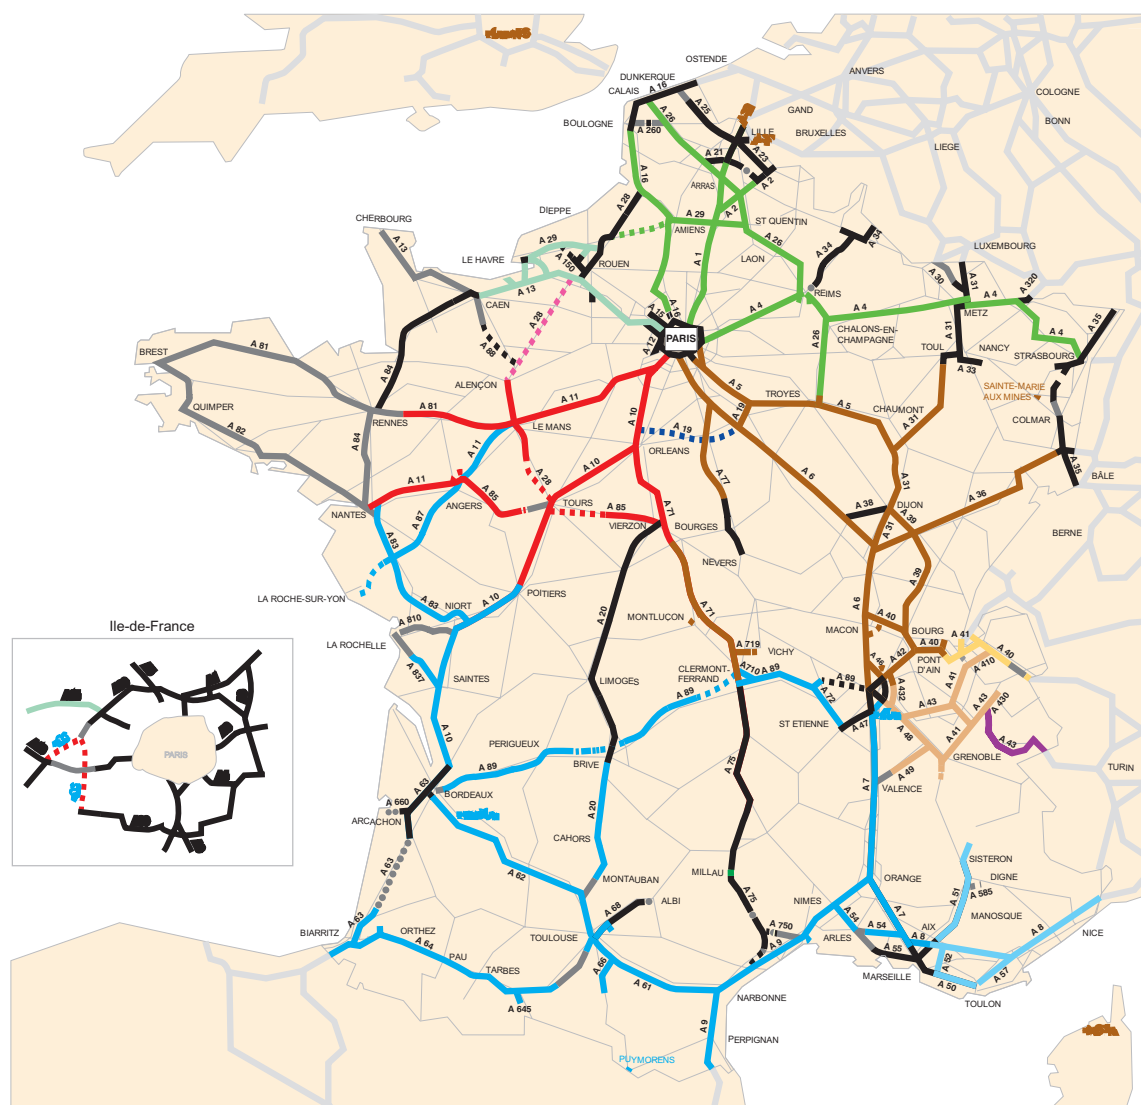 OSTENDE
DUNKERQUE
CALAIS
A 16
A 25
A 26
ANVERS
COLOGNE
BONN
GAND
BRUXELLES
LIEGE
BOULOGNE
A 260
LILLE
A 21
A 23
A 2
ARRAS
A 16
A 28
A 2
DIEPPE
CHERBOURG
A 13
A 29
A 29
AMIENS
ST QUENTIN
A 26
A 34
A 34
LUXEMBOURG
LE HAVRE
A 150
ROUEN
A 1
LAON
A 30
A 31
A 320
A 13
CAEN
REIMS
A 4
A 4
A 4
METZ
A 28
A 15
A 16
A 35
A 88
A 12
PARIS
A 26
CHALONS-EN-
CHAMPAGNE
A 31
TOUL
NANCY
A 4
STRASBOURG
A 33
BREST
A 81
A 84
ALENÇON
A 11
A 5
TROYES
A 5
CHAUMONT
SAINTE-MARIE
AUX MINES
COLMAR
QUIMPER
A 82
RENNES
A 81
LE MANS
A 10
A 19
A 19
A 31
A 84
A 11
ORLEANS
A 6
A 35
BÂLE
A 11
A 28
A 10
A 77
A 31
A 36
NANTES
ANGERS
A 85
TOURS
A 85
VIERZON
A 71
BOURGES
A 38
DIJON
A 39
BERNE
A 87
A 83
A 31
NEVERS
A 39
LA ROCHE-SUR-YON
A 83
NIORT
A 10
POITIERS
A 20
MONTLUÇON
A 71
A 6
A 40
MACON
BOURG
A 40
A 41
A 40
Ile-de-France
A 810
LA ROCHELLE
A 837
SAINTES
LIMOGES
A 719
VICHY
CLERMONT-
FERRAND
A710
A 89
A 89
A 72
A 89
A 46
A 42
PONT
D'AIN
A 410
A 41
A 432
A 43
A 43
A 430
A 10
ST ETIENNE
A 47
A 48
A 41
A 43
PERIGUEUX
BRIVE
A 75
GRENOBLE
TURIN
PARIS
A 89
A 63
BORDEAUX
A 49
VALENCE
A 7
A 660
ARCACHON
A 20
CAHORS
A 63
A 62
MONTAUBAN
MILLAU
ORANGE
SISTERON
DIGNE
A 51
A 585
ALBI
A 68
A 75
NIMES
A 7
MANOSQUE
A 63
BIARRITZ
ORTHEZ
A 64
PAU
TARBES
A 645
TOULOUSE
A 66
A 61
A 750
A 9
A 54
A 54
ARLES
A 55
A 8
AIX
A 52
A 8
NICE
MARSEILLE
A 50
A 57
TOULON
NARBONNE
A 9
PERPIGNAN
PUYMORENS